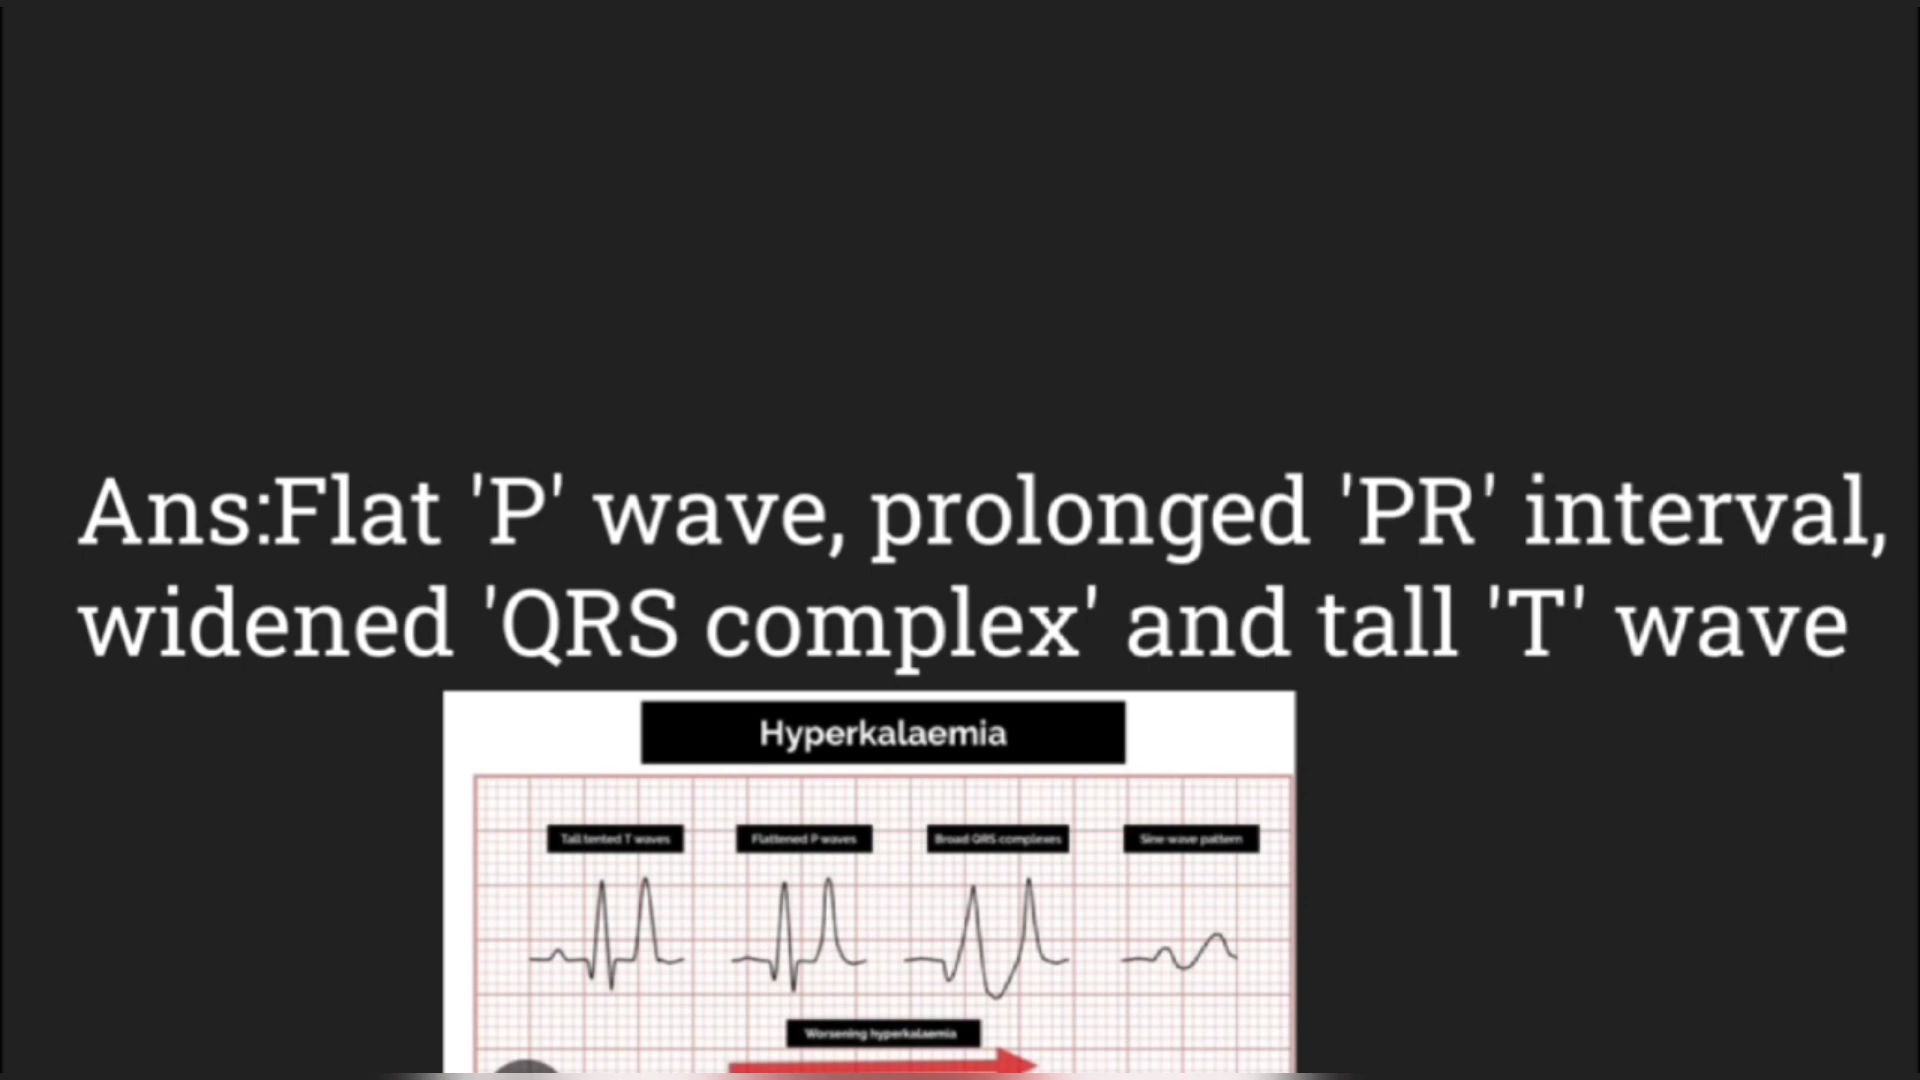 Ans:Flat 'P' wave, prolonged 'PR' interval,
widened 'QRS complex' and tall 'T' wave
Hyperkalaemia
Tall tented T waves
Flattened P waves
Broad QRS complexes
Sine wave pattern
Worsening hyperkalaemia